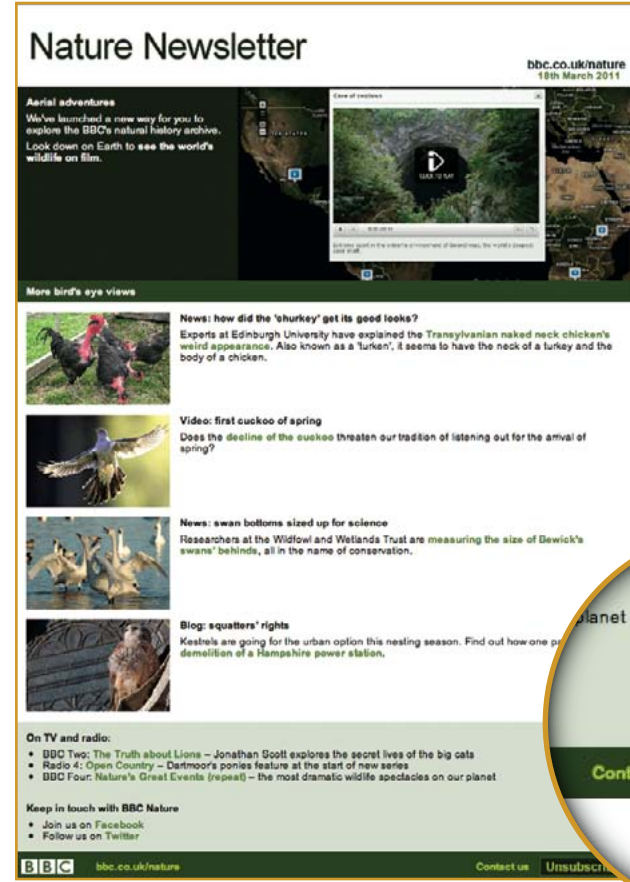 Nature Newsletter
bbc.co.uk/nature
18th March 2011
Aerial adventures
We've launched a new way for you to
explore the BBC's natural history archive.
Look down on Earth to see the world's
wildlife on film.
Cave of swallows
CLICK TO PLAY
More bird's eye views
News: how did the 'churkey' get its good looks?
Experts at Edinburgh University have explained the Transylvanian naked neck chicken's
weird appearance. Also known as a 'turken', it seems to have the neck of a turkey and the
body of a chicken.
Video: first cuckoo of spring
Does the decline of the cuckoo threaten our tradition of listening out for the arrival of
spring?
News: swan bottoms sized up for science
Researchers at the Wildfowl and Wetlands Trust are measuring the size of Bewick's
swans' behinds, all in the name of conservation.
Blog: squatters' rights
Kestrels are going for the urban option this nesting season. Find out how one pa
demolition of a Hampshire power station.
On TV and radio:
• BBC Two: The Truth about Lions – Jonathan Scott explores the secret lives of the big cats
• Radio 4: Open Country – Dartmoor's ponies feature at the start of new series
• BBC Four: Nature's Great Events (repeat) – the most dramatic wildlife spectacles on our planet
Keep in touch with BBC Nature
• Join us on Facebook
• Follow us on Twitter
BBC bbc.co.uk/nature Contact us Unsubscri
planet
Cont